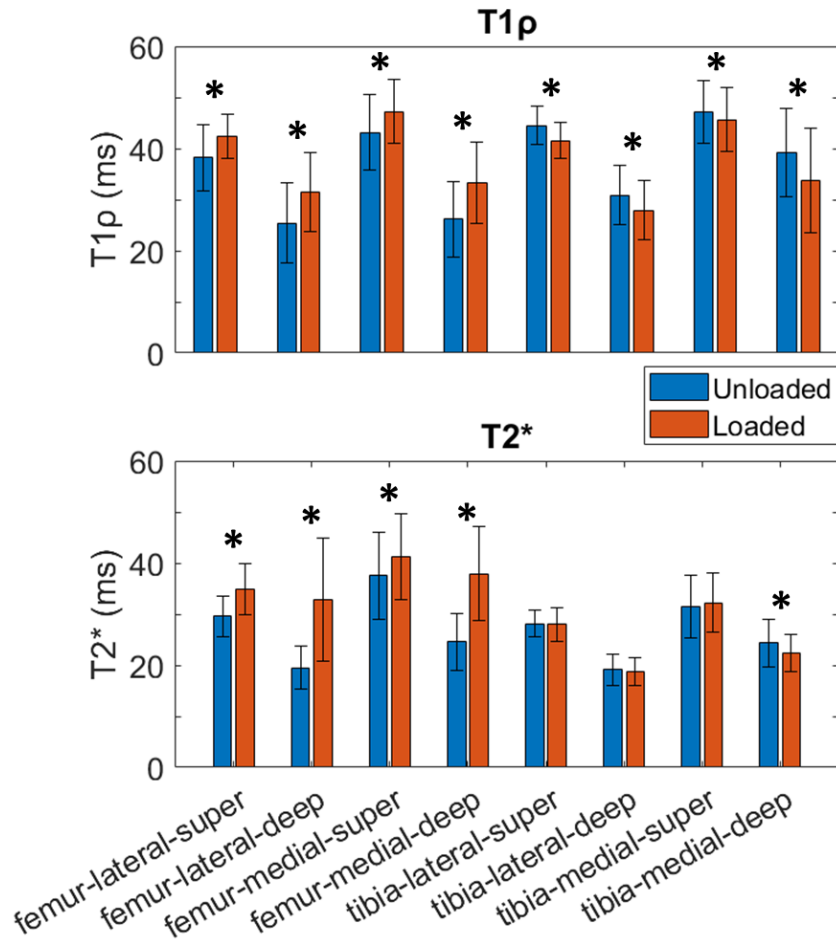 T1ρ
60
40
20
0
T1ρ (ms)
* * * * * * * *
Unloaded
Loaded
T2*
60
40
20
0
T2* (ms)
* * * * *
femur-lateral-super
femur-lateral-deep
femur-medial-super
femur-medial-deep
tibia-lateral-super
tibia-lateral-deep
tibia-medial-super
tibia-medial-deep